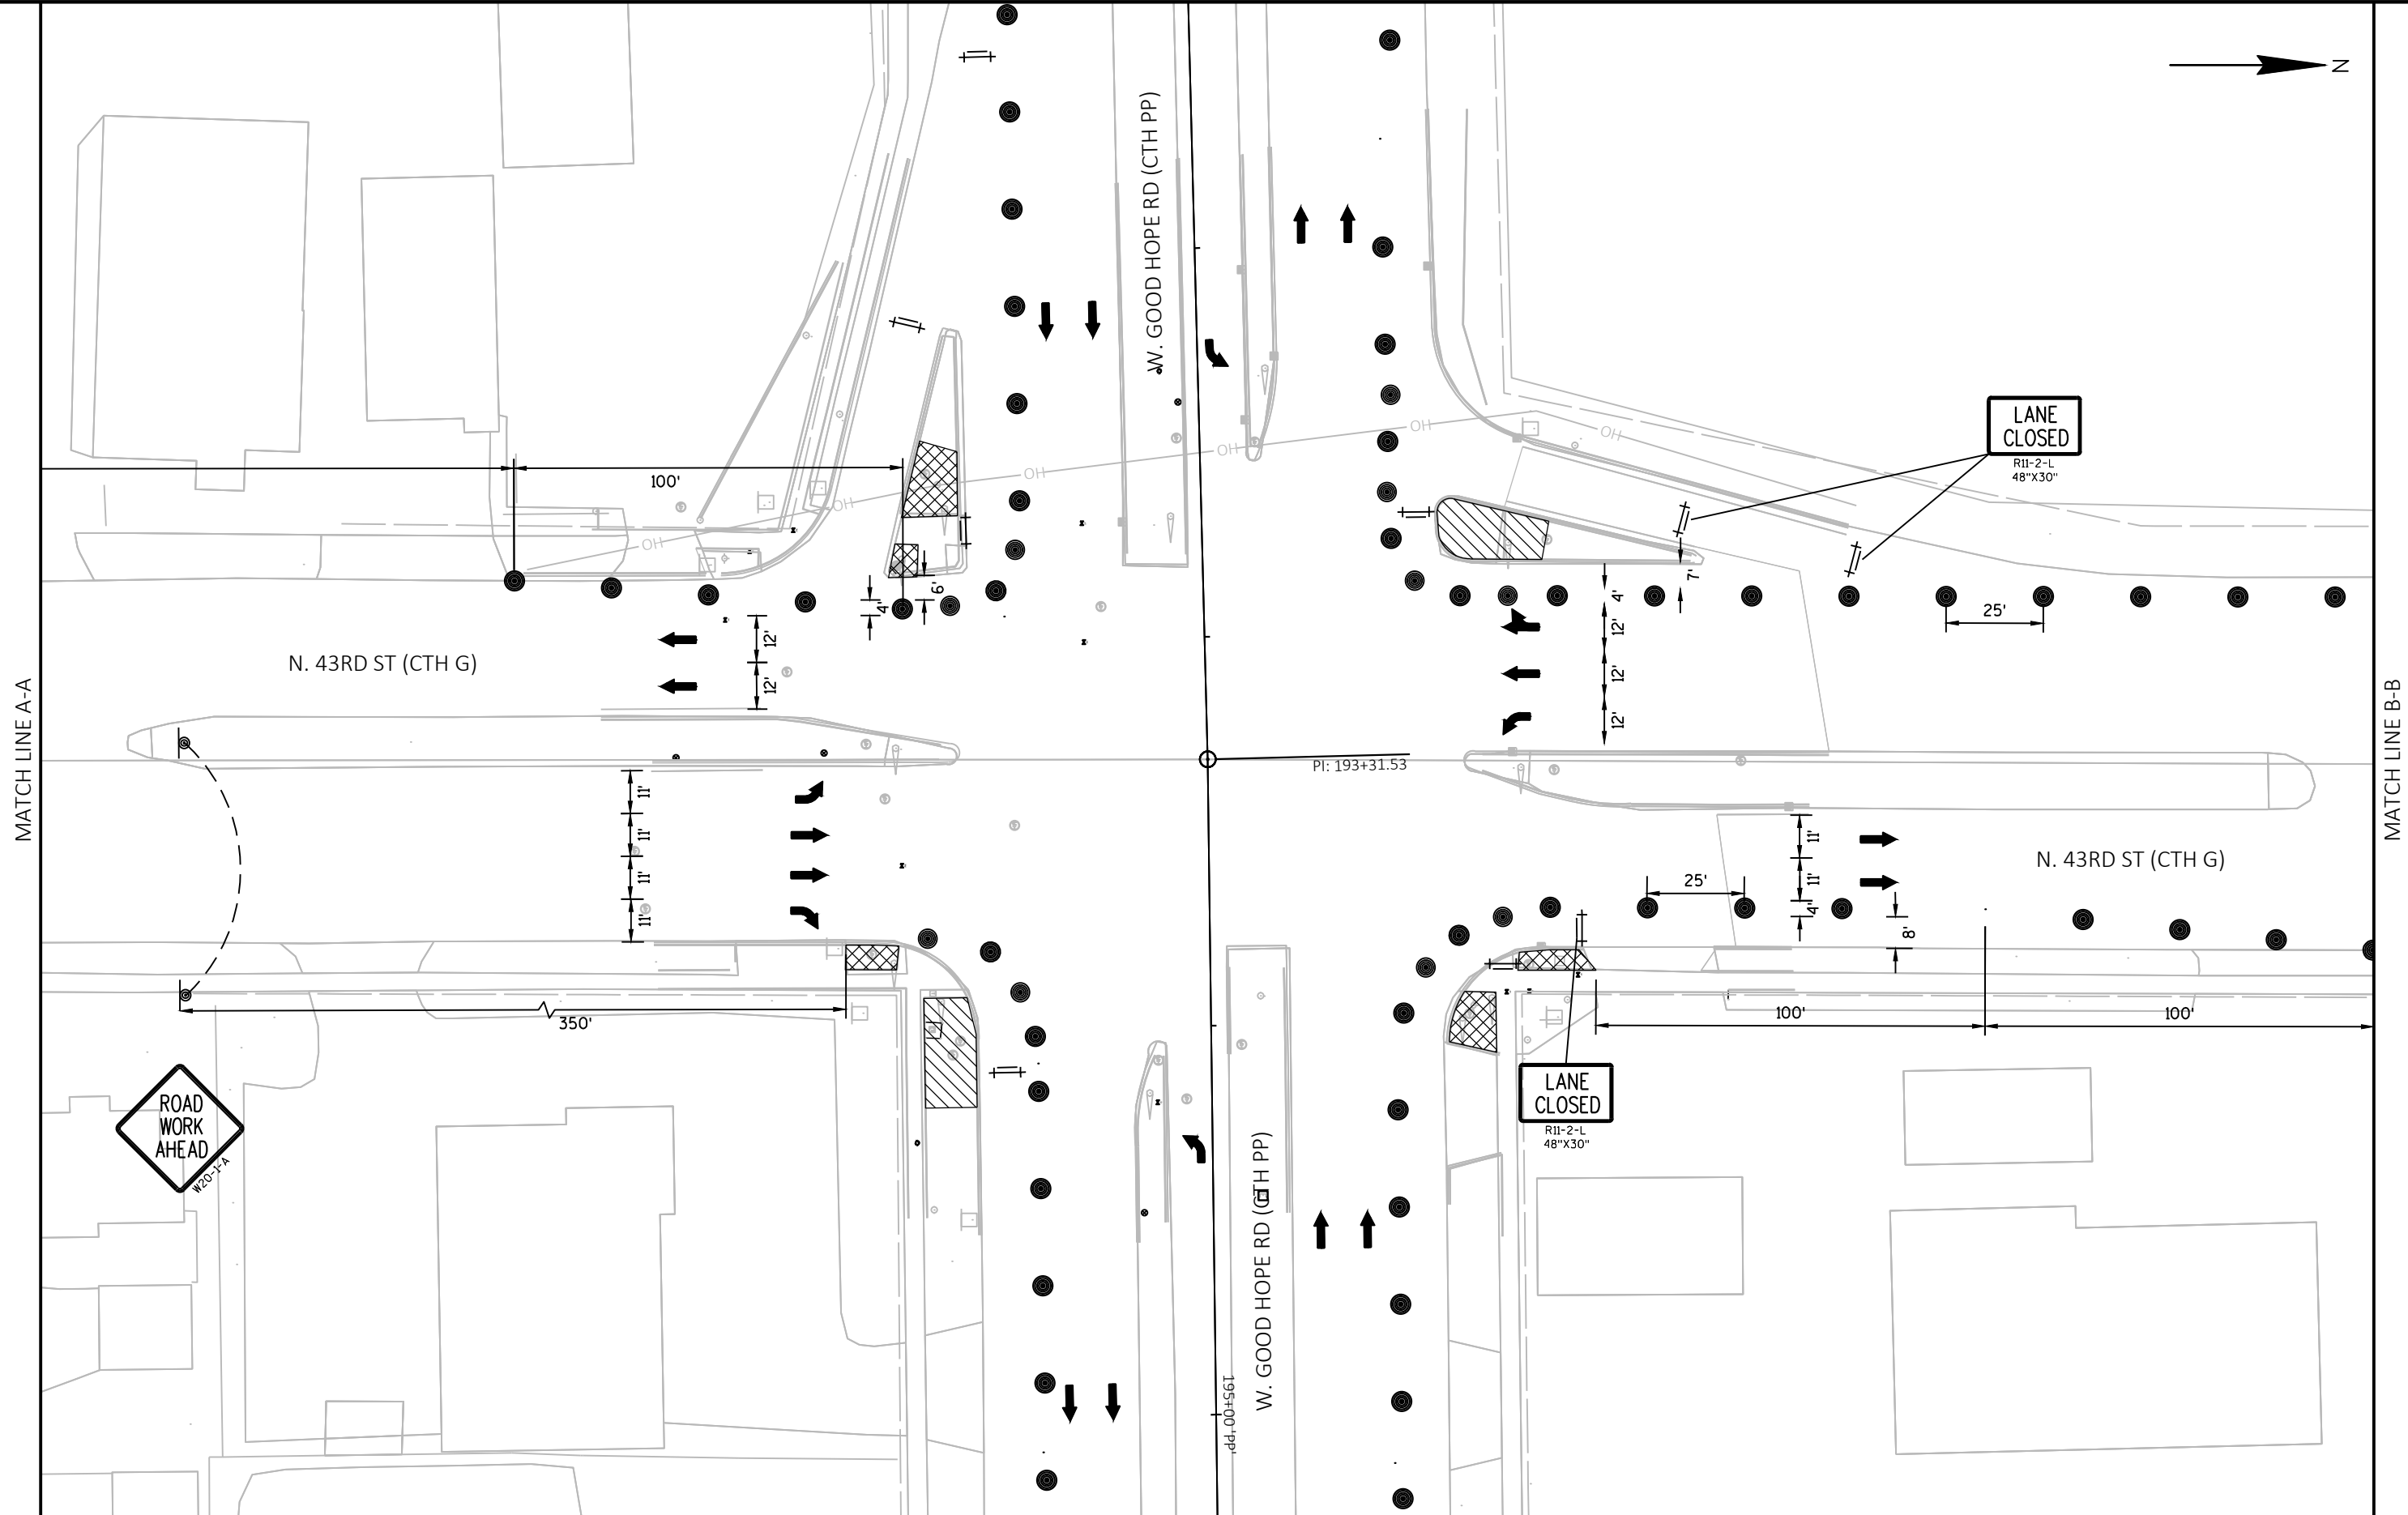 N
W. GOOD HOPE RD (CTH PP)
LANE
CLOSED
R11-2-L
48"X30"
OH
OH
OH
OH
OH
OH
100'
6'
4'
12'
12'
7'
4'
12'
12'
12'
25'
N. 43RD ST (CTH G)
MATCH LINE A-A
MATCH LINE B-B
PI: 193+31.53
11'
11'
11'
11'
25'
11'
11'
4'
8'
N. 43RD ST (CTH G)
350'
100'
100'
ROAD
WORK
AHEAD
W20-1-A
LANE
CLOSED
R11-2-L
48"X30"
W. GOOD HOPE RD (CTH PP)
195+00'PP'